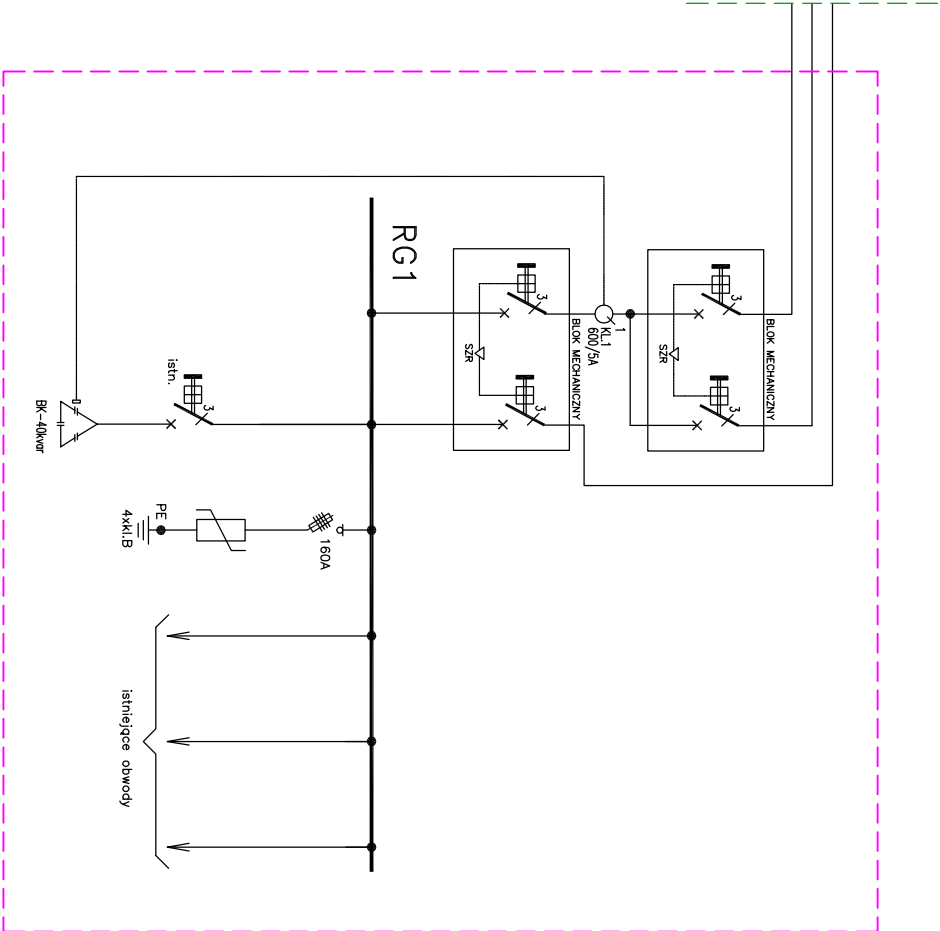 BLOK MECHANICZNY
3
SZR
3
1
KL.1
600/5A
BLOK MECHANICZNY
3
SZR
3
RG1
istn.
3
BK-40kvar
160A
PE
4xkl.B
istniejące obwody